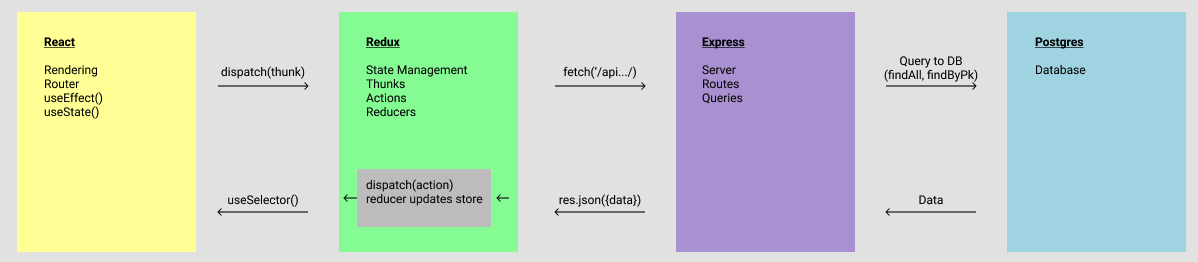 React
Rendering
Router
useEffect()
useState()
dispatch(thunk)
useSelector()
Redux
State Management
Thunks
Actions
Reducers
dispatch(action)
reducer updates store
fetch(‘/api.../)
res.json({data})
Express
Server
Routes
Queries
Query to DB
(findAll, findByPk)
Data
Postgres
Database